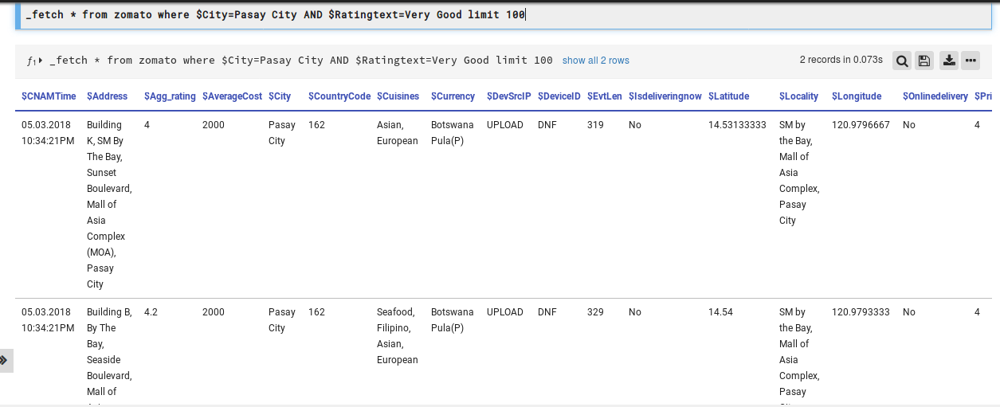 _fetch * from zomato where $City=Pasay City AND $Ratingtext=Very Good limit 100
ƒ1 _fetch * from zomato where $City=Pasay City AND $Ratingtext=Very Good limit 100 show all 2 rows 2 records in 0.073s
$CNAMTime $Address $Agg_rating $AverageCost $City $CountryCode $Cuisines $Currency $DevSrcIP $DeviceID $EvtLen $Isdeliveringnow $Latitude $Locality $Longitude $Onlinedelivery $Pri
05.03.2018 Building 4 2000 Pasay 162 Asian, Botswana UPLOAD DNF 319 No 14.53133333 SM by 120.9796667 No 4
10:34:21PM K, SM By City European Pula(P) the Bay,
The Bay, Mall of
Sunset Asia
Boulevard, Complex,
Mall of Pasay
Asia City
Complex
(MOA),
Pasay
City
05.03.2018 Building B, 4.2 2000 Pasay 162 Seafood, Botswana UPLOAD DNF 329 No 14.54 SM by 120.9793333 No 4
10:34:21PM By The City Filipino, Pula(P) the Bay,
Bay, Asian, Mall of
Seaside European Asia
Boulevard, Complex,
Mall of Pasay